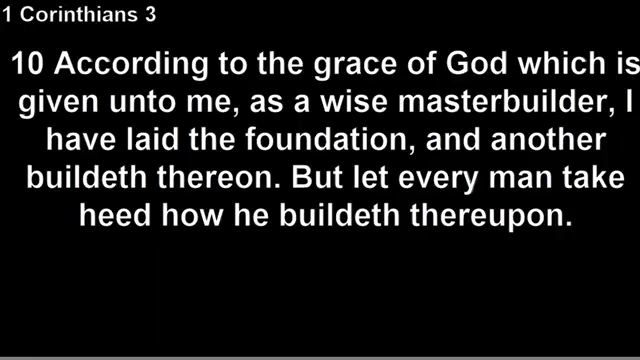 1 Corinthians 3
10 According to the grace of God which is
given unto me, as a wise masterbuilder, I
have laid the foundation, and another
buildeth thereon. But let every man take
heed how he buildeth thereupon.